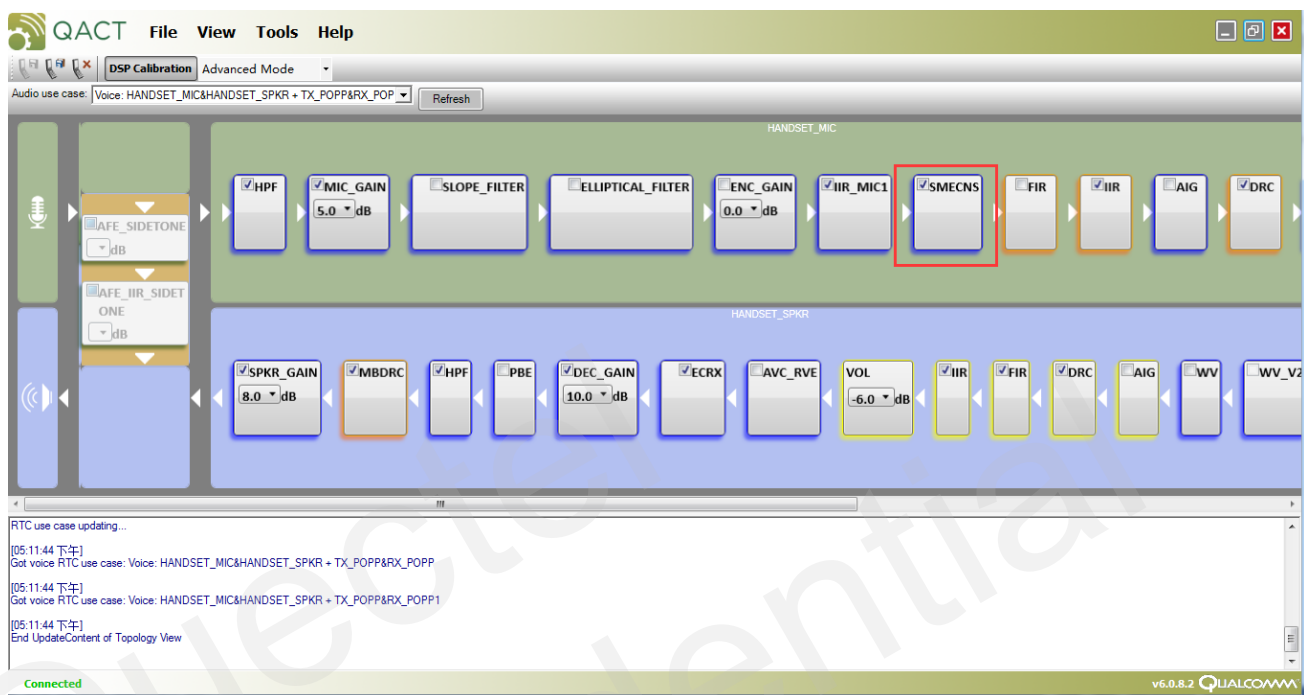 QACT File View Tools Help
DSP Calibration Advanced Mode
Audio use case: Voice: HANDSET_MIC&HANDSET_SPKR + TX_POPP&RX_POP Refresh
HANDSET_MIC
HPF MIC_GAIN SLOPE_FILTER ELLIPTICAL_FILTER ENC_GAIN IIR_MIC1 SMECNS FIR IIR AIG DRC
5.0 dB 0.0 dB
AFE_SIDETONE
dB
AFE_IIR_SIDET
ONE
dB
HANDSET_SPKR
SPKR_GAIN MBDRC HPF PBE DEC_GAIN ECRX AVC_RVE VOL IIR FIR DRC AIG WV WV_V2
8.0 dB 10.0 dB -6.0 dB
RTC use case updating...
[05:11:44 下午]
Got voice RTC use case: Voice: HANDSET_MIC&HANDSET_SPKR + TX_POPP&RX_POPP
[05:11:44 下午]
Got voice RTC use case: Voice: HANDSET_MIC&HANDSET_SPKR + TX_POPP&RX_POPP1
[05:11:44 下午]
End UpdateContent of Topology View
Connected v6.0.8.2 QUALCOMM